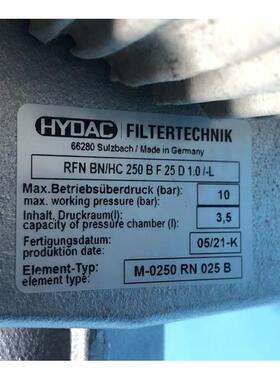 HYDAC FILTERTECHNIK
66280 Sulzbach / Made in Germany
RFN BN/HC 250 B F 25 D 1.0 /-L
Max.Betriebsüberdruck (bar): 10
max. working pressure (bar):
Inhalt, Druckraum(l): 3,5
capacity of pressure chamber (l):
Fertigungsdatum: 05/21-K
produktion date:
Element-Typ: M-0250 RN 025 B
element type: